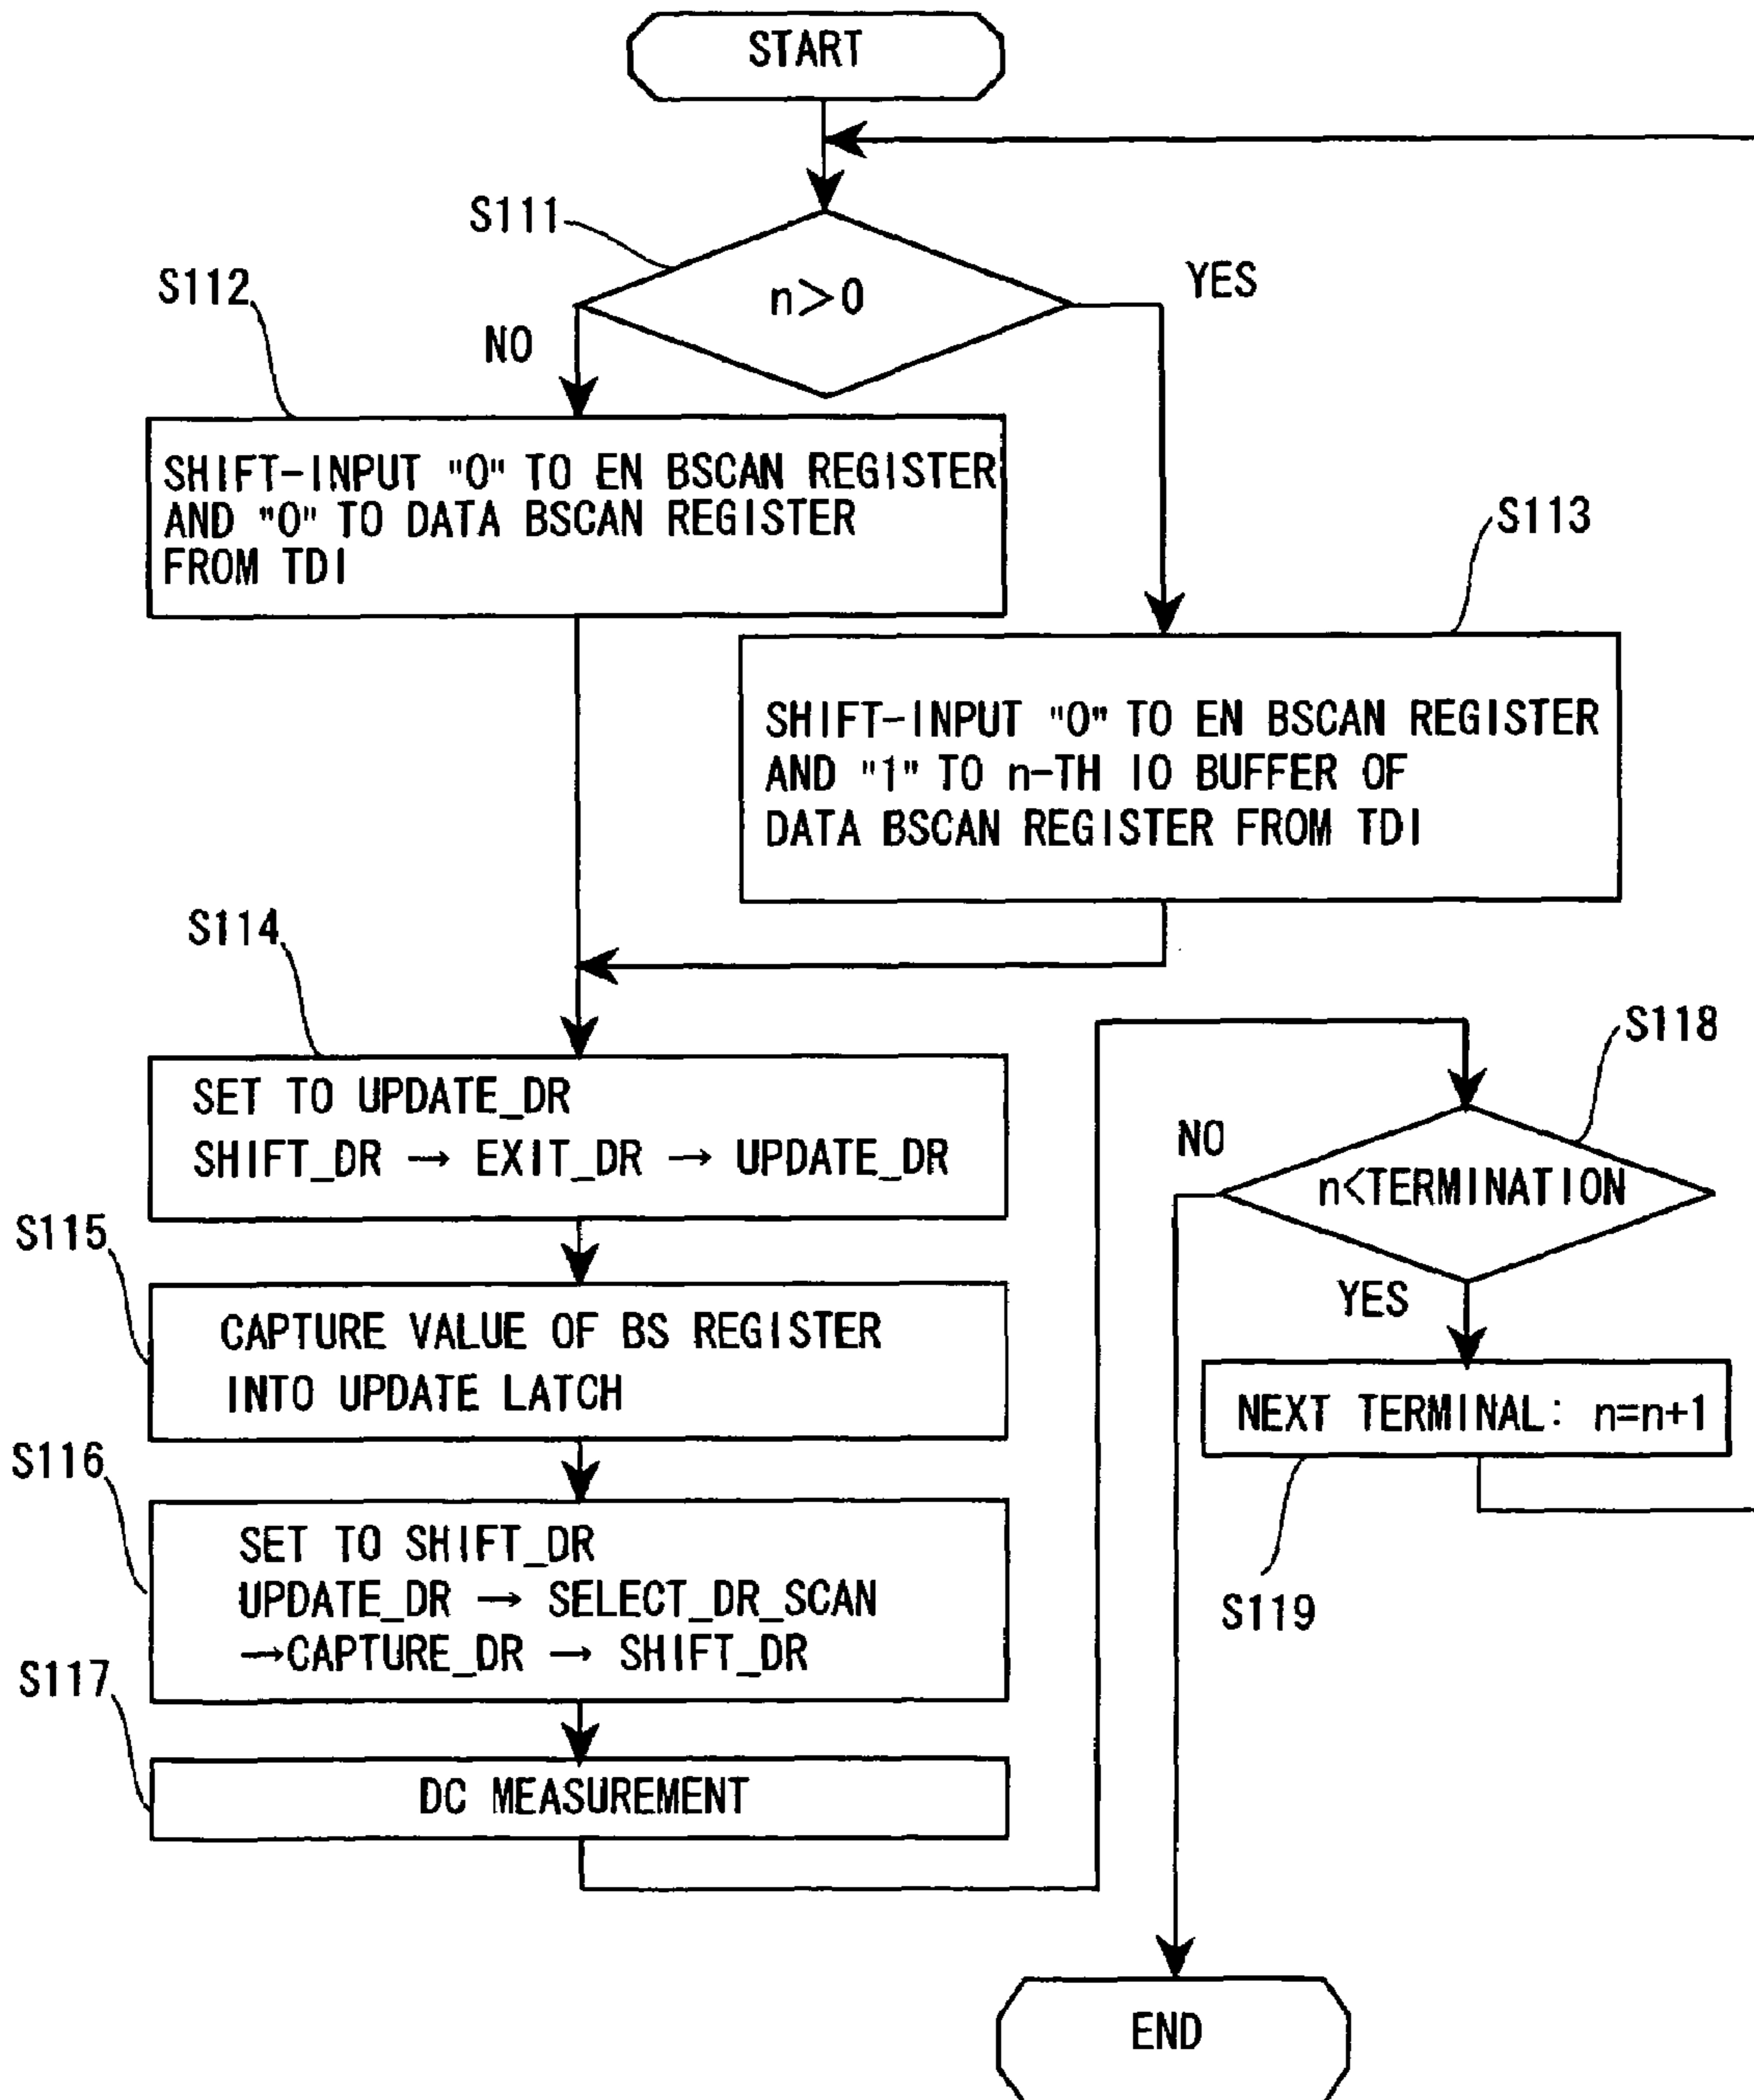 START
S111
n>0
YES
NO
S112
SHIFT-INPUT "0" TO EN BSCAN REGISTER
AND "0" TO DATA BSCAN REGISTER
FROM TDI
S113
SHIFT-INPUT "0" TO EN BSCAN REGISTER
AND "1" TO n-TH IO BUFFER OF
DATA BSCAN REGISTER FROM TDI
S114
SET TO UPDATE_DR
SHIFT_DR → EXIT_DR → UPDATE_DR
S115
CAPTURE VALUE OF BS REGISTER
INTO UPDATE LATCH
S116
SET TO SHIFT_DR
UPDATE_DR → SELECT_DR_SCAN
→CAPTURE_DR → SHIFT_DR
S117
DC MEASUREMENT
S118
NO
n<TERMINATION
YES
NEXT TERMINAL: n=n+1
S119
END